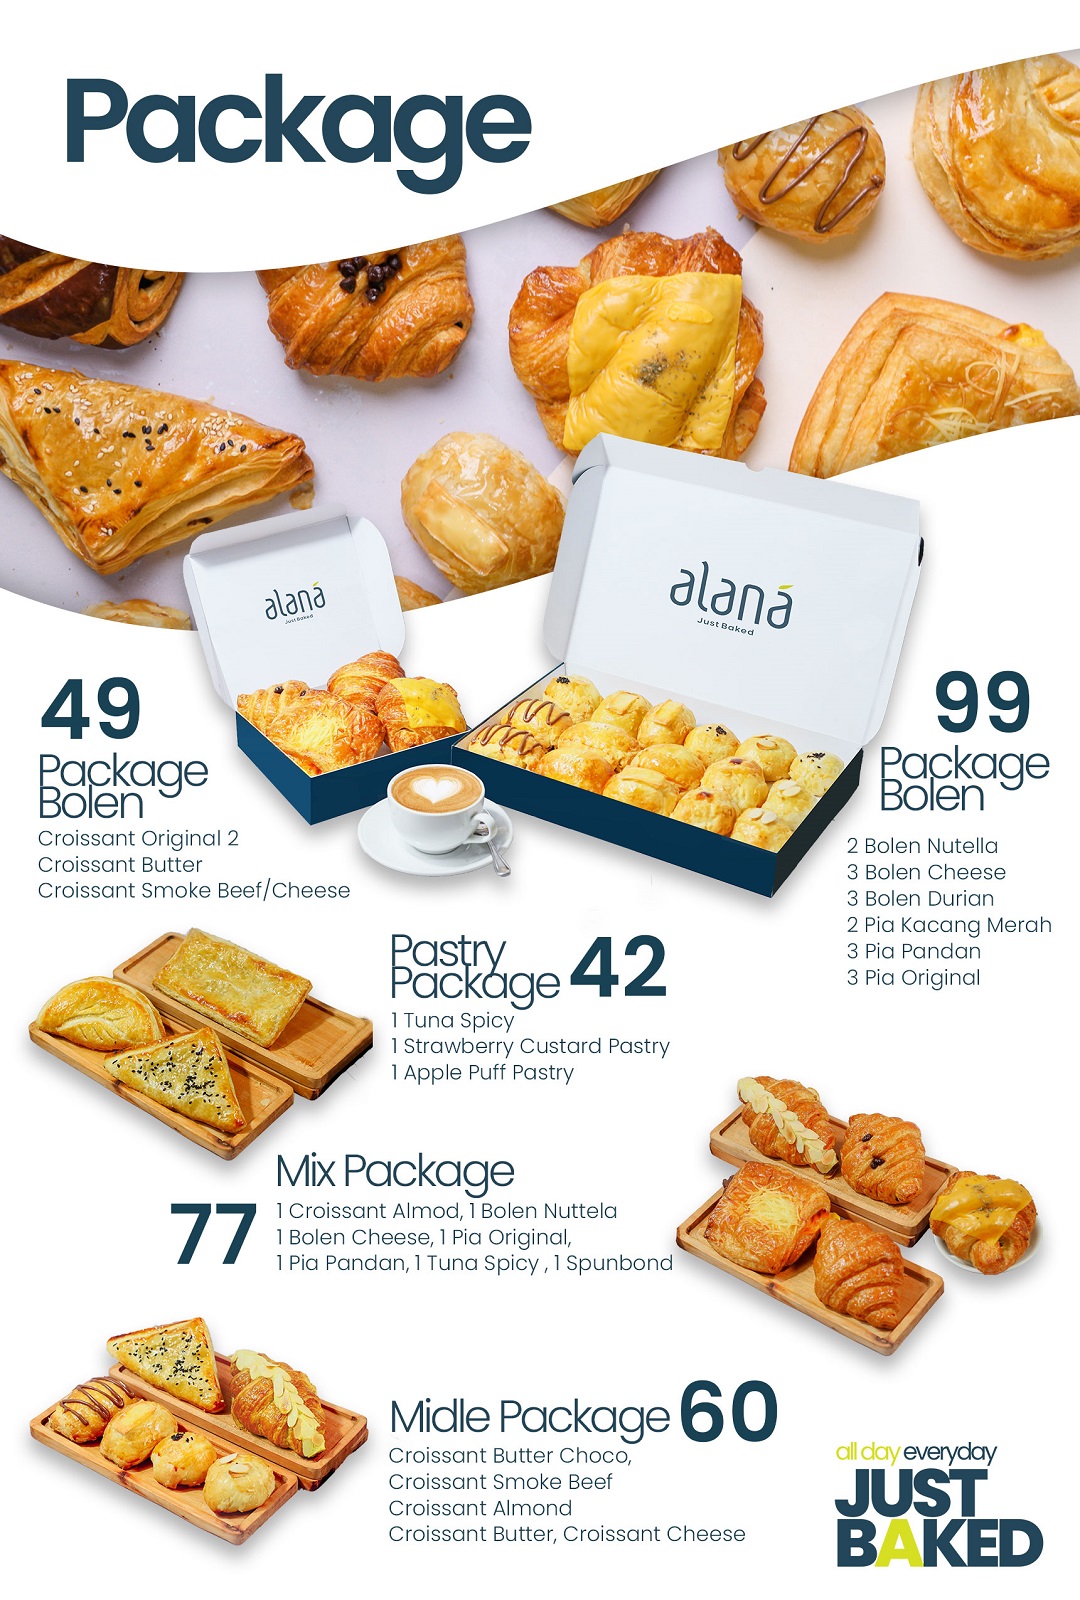 Package
alaná
Just Baked
alaná
Just Baked
49
Package
Bolen
Croissant Original 2
Croissant Butter
Croissant Smoke Beef/Cheese
99
Package
Bolen
2 Bolen Nutella
3 Bolen Cheese
3 Bolen Durian
2 Pia Kacang Merah
3 Pia Pandan
3 Pia Original
Pastry
Package 42
1 Tuna Spicy
1 Strawberry Custard Pastry
1 Apple Puff Pastry
Mix Package
77
1 Croissant Almod, 1 Bolen Nuttela
1 Bolen Cheese, 1 Pia Original,
1 Pia Pandan, 1 Tuna Spicy , 1 Spunbond
Midle Package 60
Croissant Butter Choco,
Croissant Smoke Beef
Croissant Almond
Croissant Butter, Croissant Cheese
all day everyday
JUST
BAKED